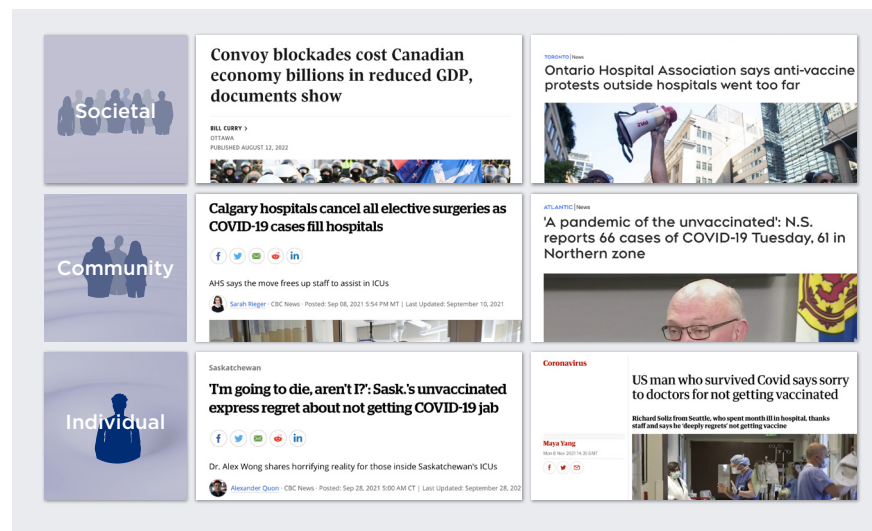 Societal
Convoy blockades cost Canadian
economy billions in reduced GDP,
documents show
BILL CURRY >
OTTAWA
PUBLISHED AUGUST 12, 2022
TORONTO | News
Ontario Hospital Association says anti-vaccine
protests outside hospitals went too far
Community
Calgary hospitals cancel all elective surgeries as
COVID-19 cases fill hospitals
AHS says the move frees up staff to assist in ICUs
Sarah Rieger · CBC News · Posted: Sep 08, 2021 5:54 PM MT | Last Updated: September 10, 2021
ATLANTIC | News
'A pandemic of the unvaccinated': N.S.
reports 66 cases of COVID-19 Tuesday, 61 in
Northern zone
Individual
Saskatchewan
'I'm going to die, aren't I?': Sask.'s unvaccinated
express regret about not getting COVID-19 jab
Dr. Alex Wong shares horrifying reality for those inside Saskatchewan's ICUs
Alexander Quon · CBC News · Posted: Sep 28, 2021 5:00 AM CT | Last Updated: September 28, 202
Coronavirus
US man who survived Covid says sorry
to doctors for not getting vaccinated
Richard Soliz from Seattle, who spent month ill in hospital, thanks
staff and says he 'deeply regrets' not getting vaccine
Maya Yang
Mon 8 Nov 2021 14.20 GMT